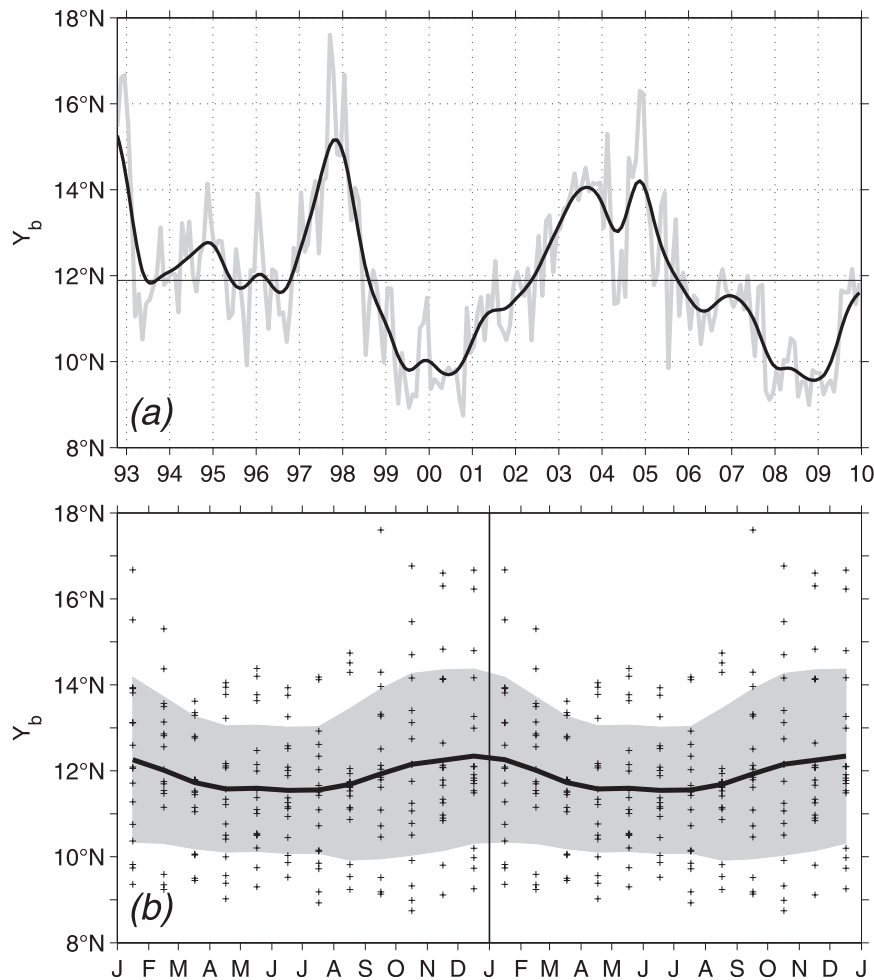 18°N
16°N
14°N
12°N
10°N
8°N
Y_b
(a)
93 94 95 96 97 98 99 00 01 02 03 04 05 06 07 08 09 10
18°N
16°N
14°N
12°N
10°N
8°N
Y_b
(b)
J F M A M J J A S O N D J F M A M J J A S O N D J